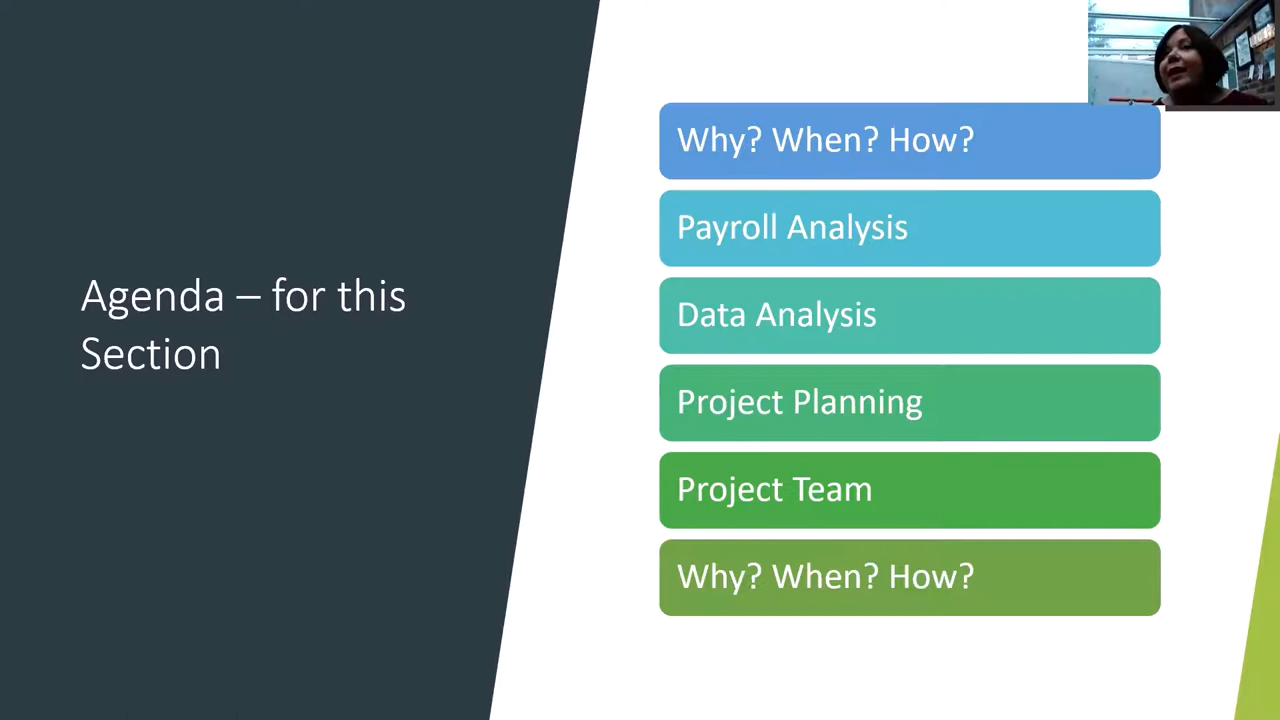 Agenda – for this
Section
Why? When? How?
Payroll Analysis
Data Analysis
Project Planning
Project Team
Why? When? How?